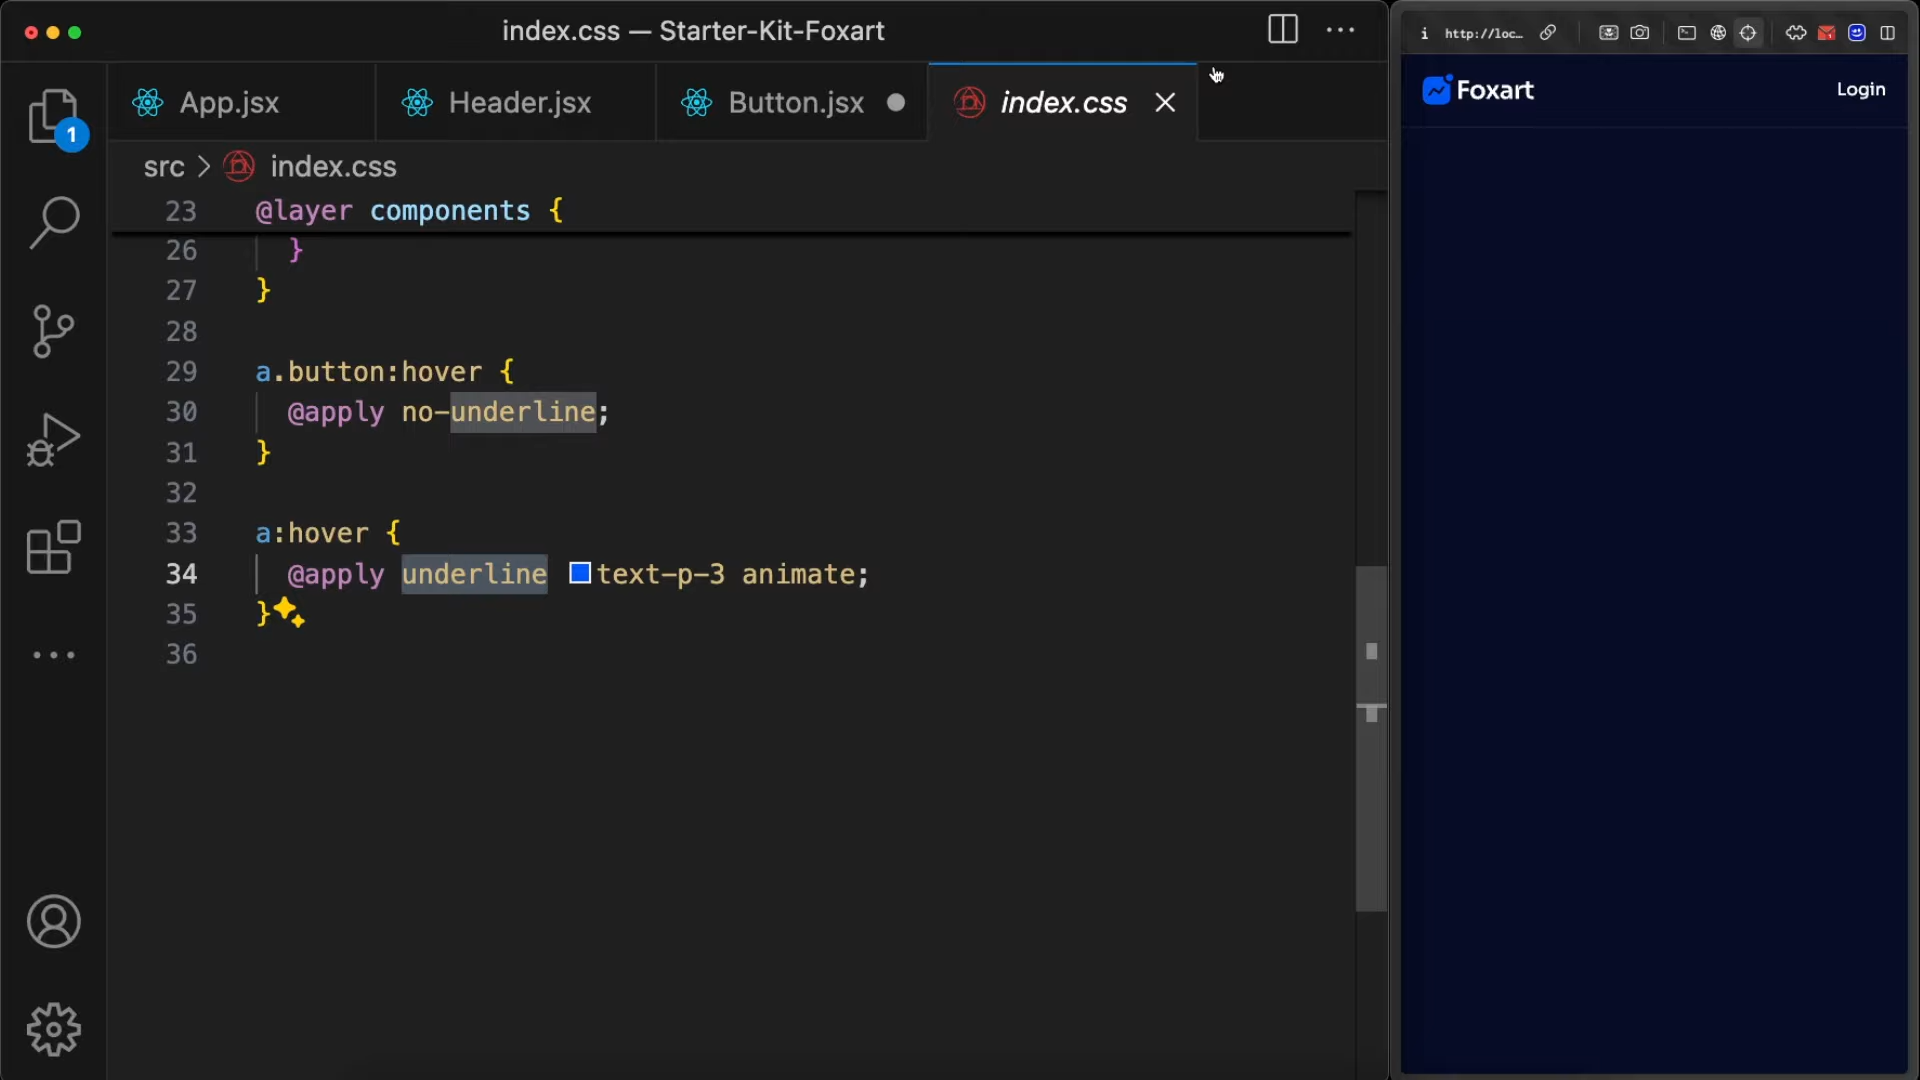 index.css — Starter-Kit-Foxart
App.jsx
Header.jsx
Button.jsx
index.css
src > index.css
1
23 @layer components {
26 }
27 }
28
29 a.button:hover {
30 @apply no-underline;
31 }
32
33 a:hover {
34 @apply underline text-p-3 animate;
35 }
36
http://loc...
Foxart
Login